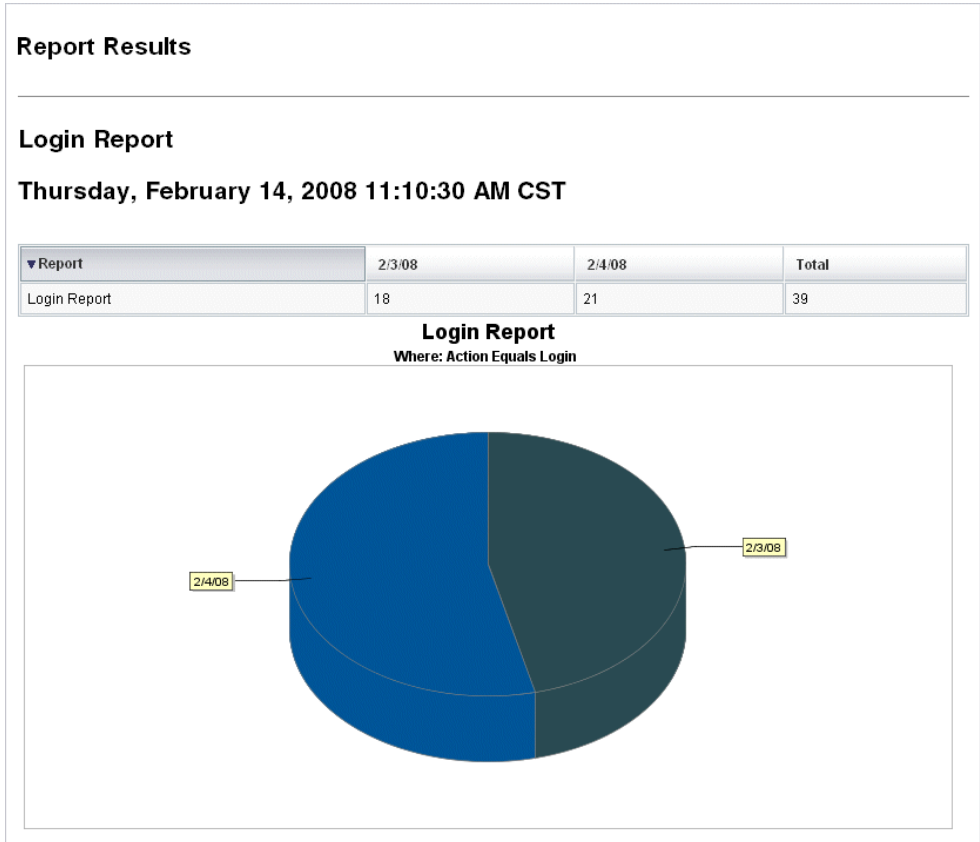 Report Results
Login Report
Thursday, February 14, 2008 11:10:30 AM CST
▼Report 2/3/08 2/4/08 Total
Login Report 18 21 39
Login Report
Where: Action Equals Login
2/3/08
2/4/08